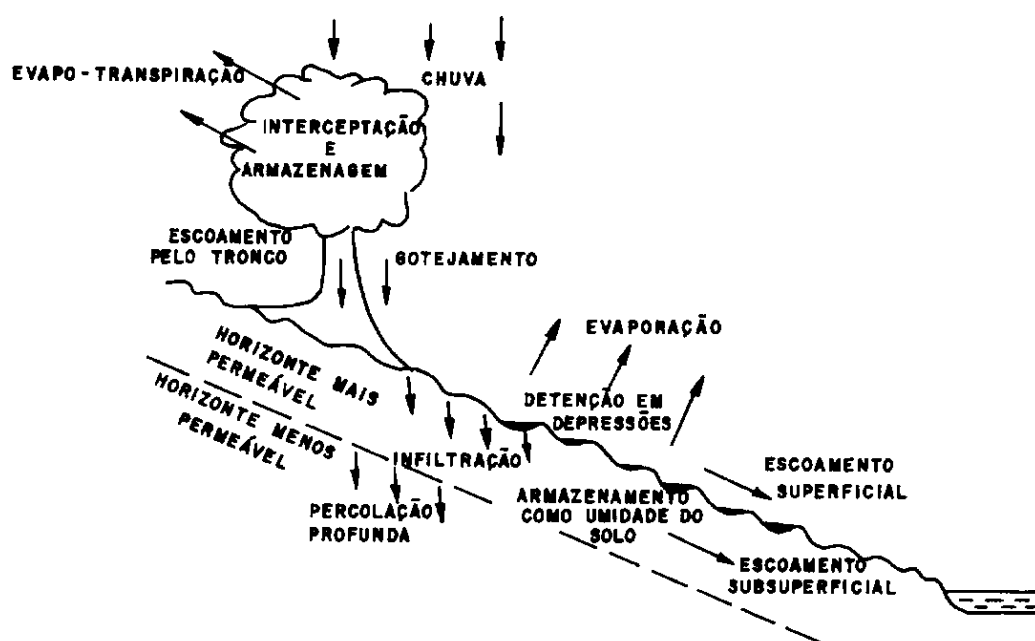 CHUVA
EVAPO-TRANSPIRAÇÃO
INTERCEPTAÇÃO
E
ARMAZENAGEM
ESCOAMENTO
PELO TRONCO
GOTEJAMENTO
EVAPORAÇÃO
HORIZONTE MAIS
PERMEÁVEL
HORIZONTE MENOS
PERMEÁVEL
DETENÇÃO EM
DEPRESSÕES
INFILTRAÇÃO
PERCOLAÇÃO
PROFUNDA
ARMAZENAMENTO
COMO UMIDADE DO
SOLO
ESCOAMENTO
SUPERFICIAL
ESCOAMENTO
SUBSUPERFICIAL